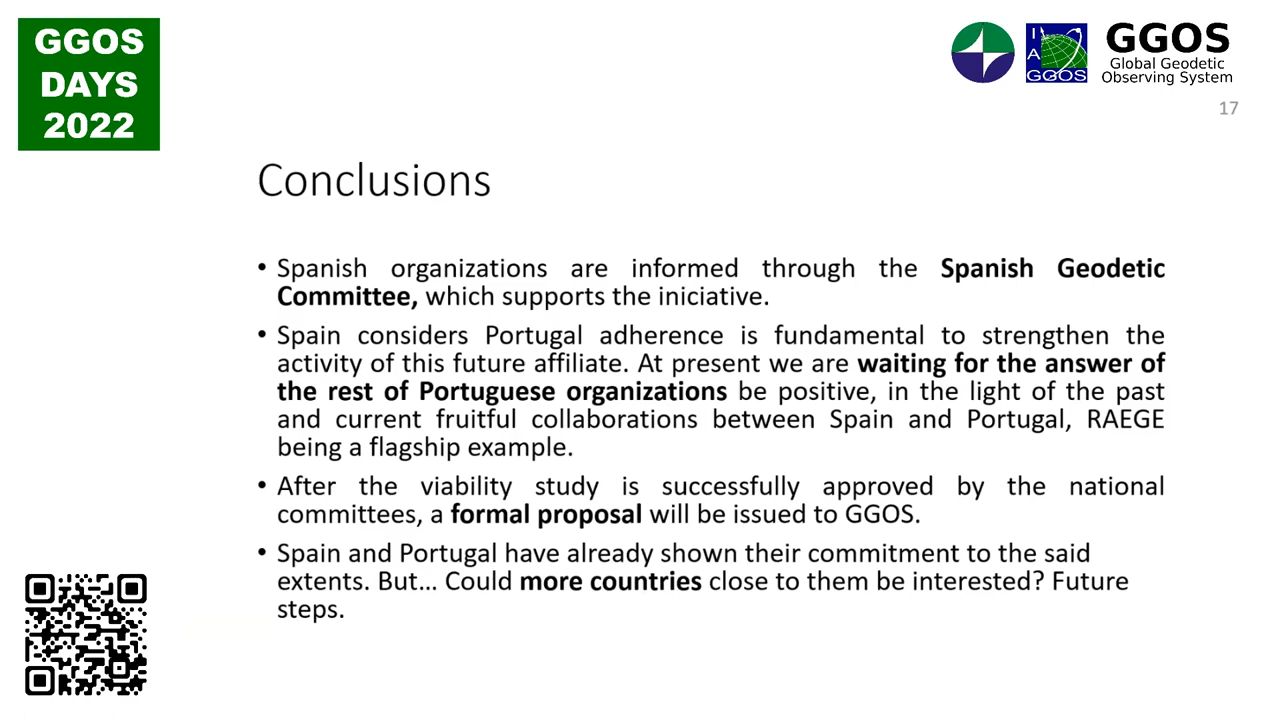 GGOS
DAYS
2022
I
A
GGOS
GGOS
Global Geodetic
Observing System
17
Conclusions
• Spanish organizations are informed through the Spanish Geodetic
Committee, which supports the iniciative.
• Spain considers Portugal adherence is fundamental to strengthen the
activity of this future affiliate. At present we are waiting for the answer of
the rest of Portuguese organizations be positive, in the light of the past
and current fruitful collaborations between Spain and Portugal, RAEGE
being a flagship example.
• After the viability study is successfully approved by the national
committees, a formal proposal will be issued to GGOS.
• Spain and Portugal have already shown their commitment to the said
extents. But... Could more countries close to them be interested? Future
steps.